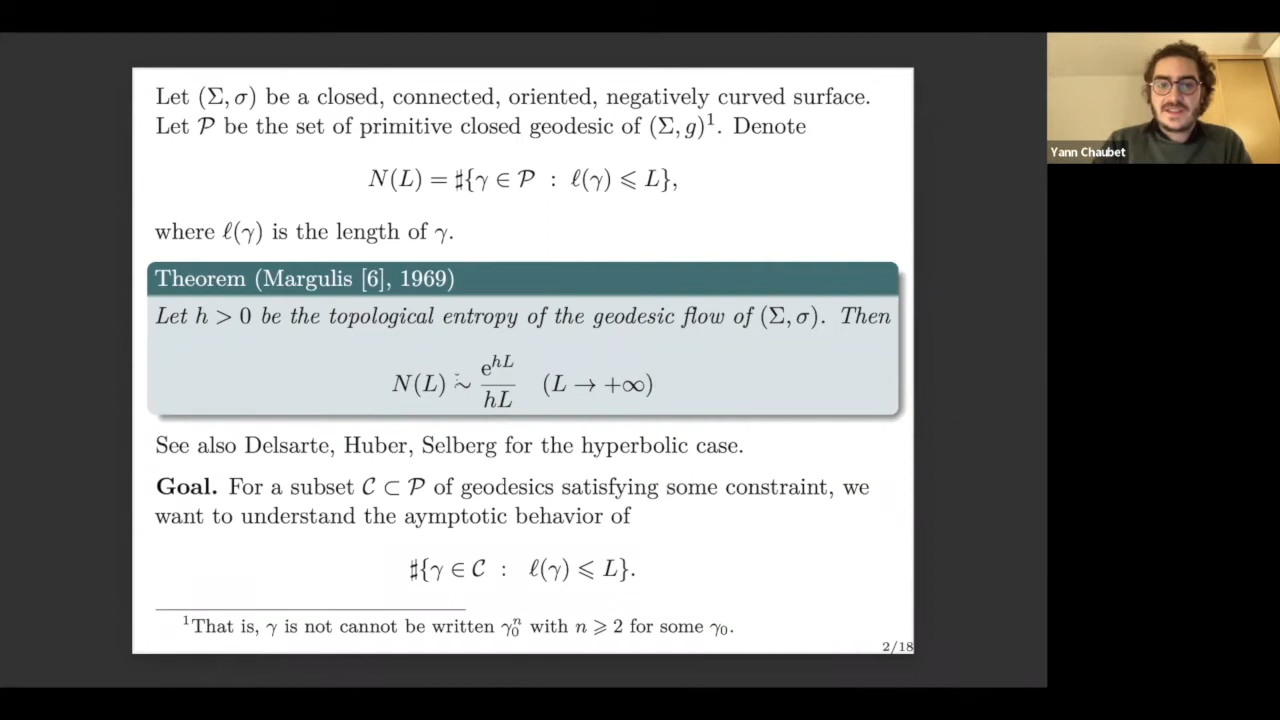 Let (Σ, σ) be a closed, connected, oriented, negatively curved surface.
Let 𝒫 be the set of primitive closed geodesic of (Σ, g)¹. Denote
N(L) = ♯{γ ∈ 𝒫 : ℓ(γ) ⩽ L},
where ℓ(γ) is the length of γ.
Theorem (Margulis [6], 1969)
Let h > 0 be the topological entropy of the geodesic flow of (Σ, σ). Then
N(L) ∼ e^{hL} / hL (L → +∞)
See also Delsarte, Huber, Selberg for the hyperbolic case.
Goal. For a subset 𝒞 ⊂ 𝒫 of geodesics satisfying some constraint, we
want to understand the aymptotic behavior of
♯{γ ∈ 𝒞 : ℓ(γ) ⩽ L}.
¹That is, γ is not cannot be written γ₀ⁿ with n ⩾ 2 for some γ₀.
2/18
Yann Chaubet